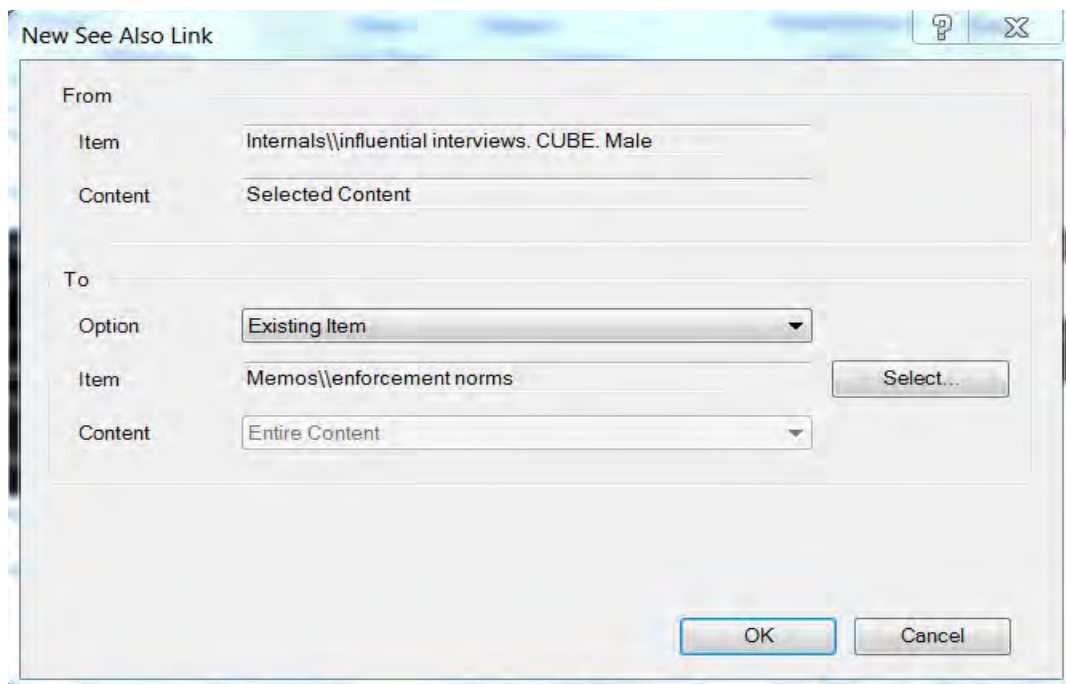 New See Also Link
From
Item Internals\\influential interviews. CUBE. Male
Content Selected Content
To
Option Existing Item
Item Memos\\enforcement norms Select...
Content Entire Content
OK Cancel